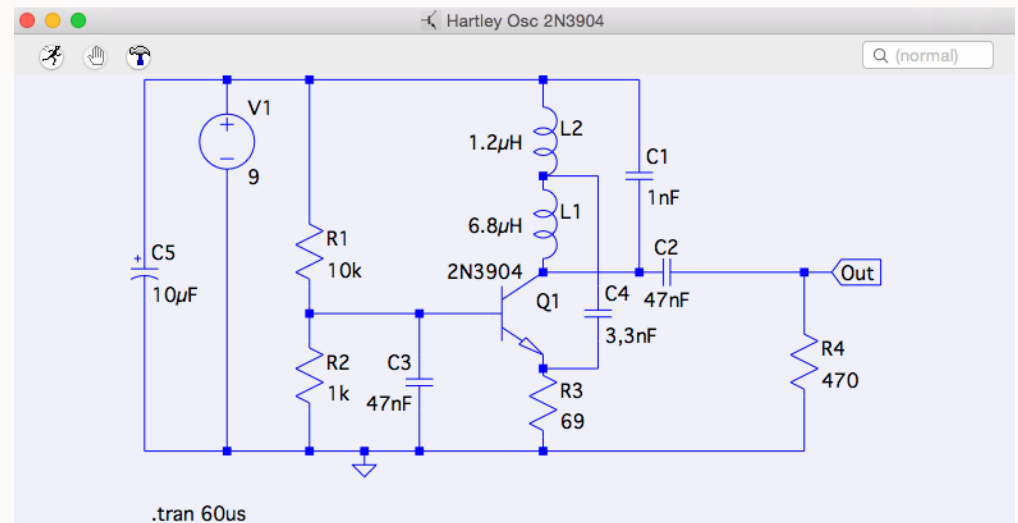 Hartley Osc 2N3904
(normal)
V1
9
L2
1.2µH
C1
1nF
L1
6.8µH
R1
10k
C5
10µF
2N3904
Q1
C2
47nF
Out
C4
3,3nF
R2
1k
C3
47nF
R3
69
R4
470
.tran 60us